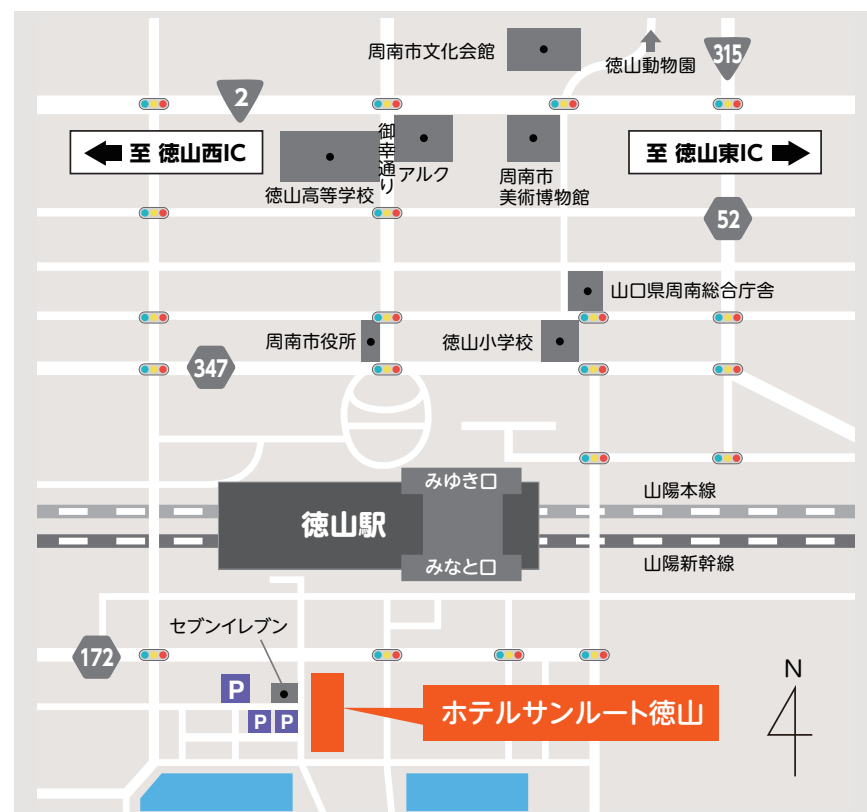 周南市文化会館
徳山動物園
315
2
至 徳山西IC
御幸通り
至 徳山東IC
徳山高等学校
アルク
周南市
美術博物館
52
山口県周南総合庁舎
周南市役所
徳山小学校
347
みゆき口
山陽本線
徳山駅
みなと口
山陽新幹線
セブンイレブン
172
P
P
P
ホテルサンルート徳山
N